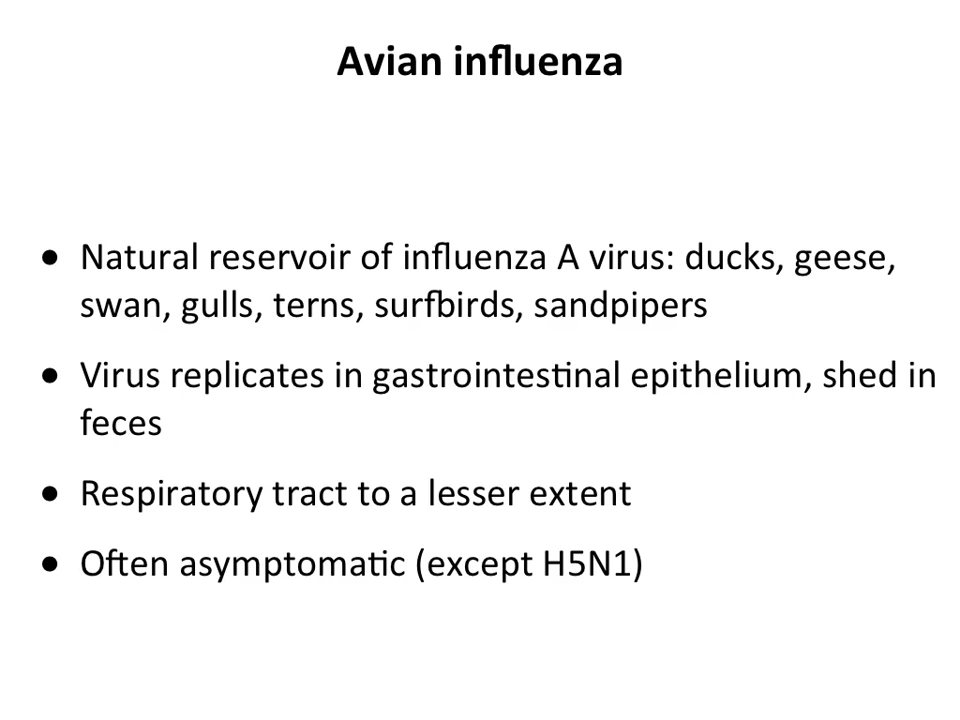 Avian influenza
• Natural reservoir of influenza A virus: ducks, geese,
swan, gulls, terns, surfbirds, sandpipers
• Virus replicates in gastrointestinal epithelium, shed in
feces
• Respiratory tract to a lesser extent
• Often asymptomatic (except H5N1)